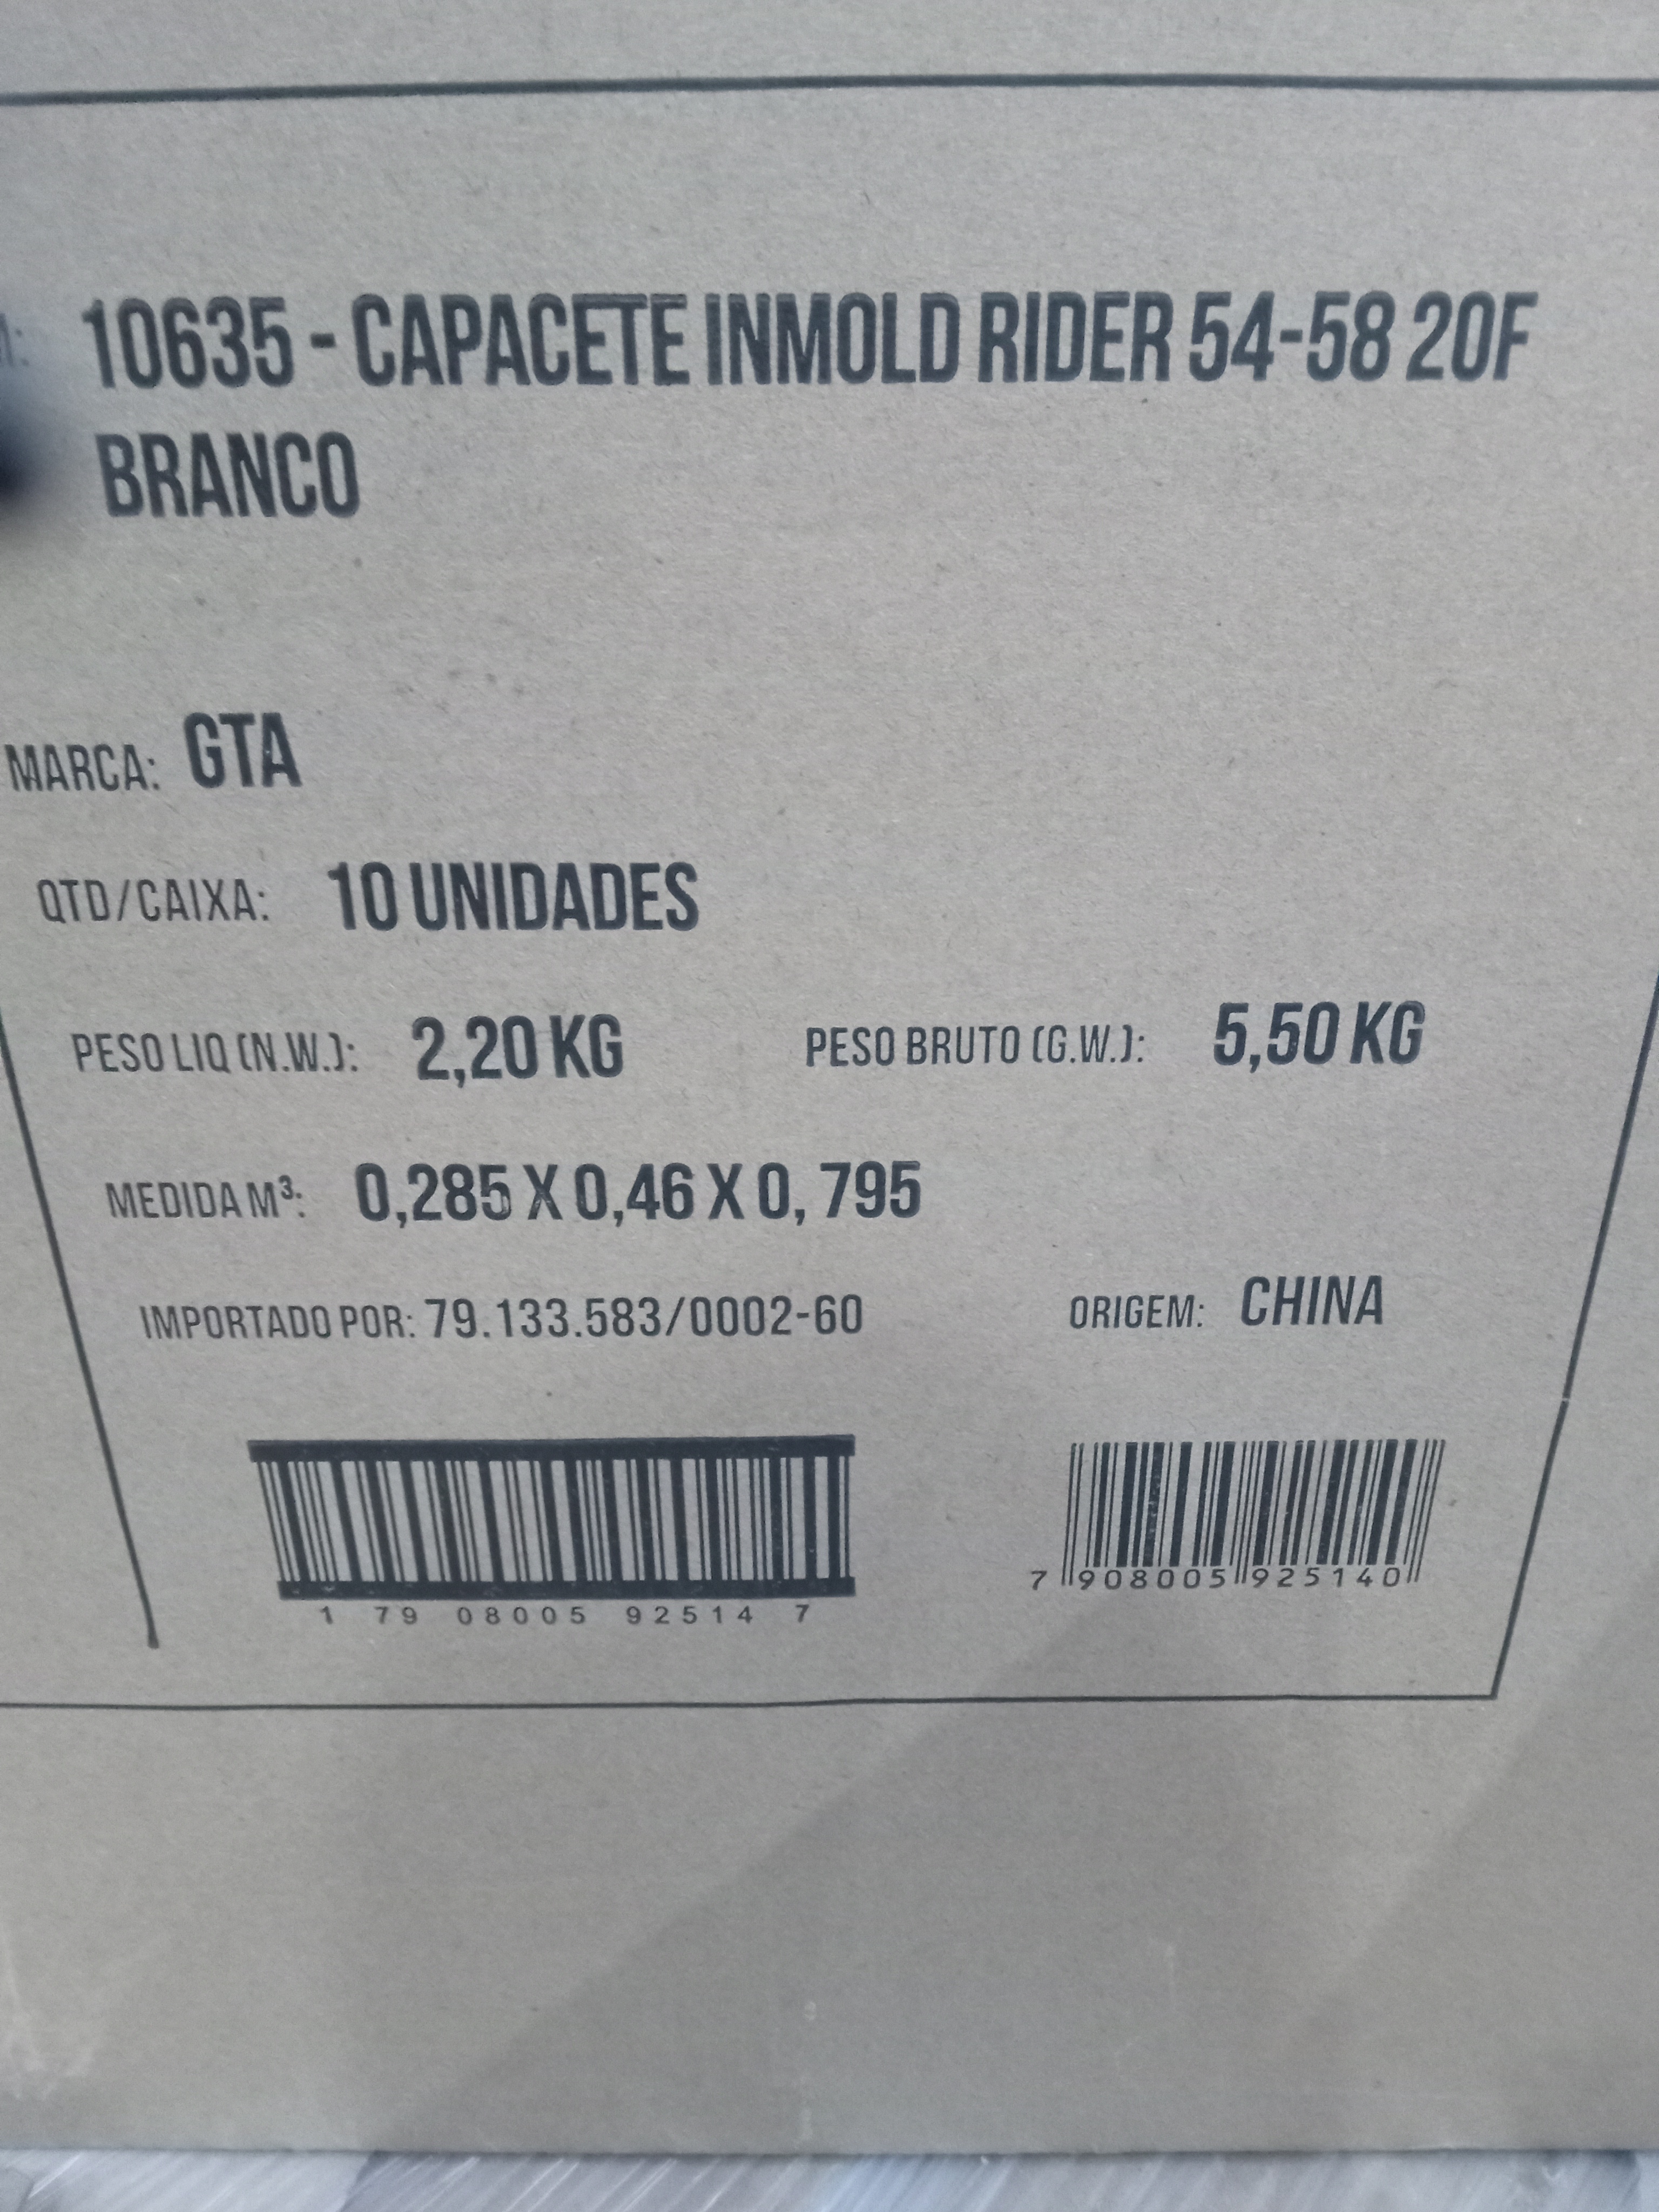 10635 - CAPACETE INMOLD RIDER 54-58 20F
BRANCO
MARCA: GTA
QTD/CAIXA: 10 UNIDADES
PESO LIQ (N.W.): 2,20 KG PESO BRUTO (G.W.): 5,50 KG
MEDIDA M³: 0,285 X 0,46 X 0, 795
IMPORTADO POR: 79.133.583/0002-60 ORIGEM: CHINA
1 79 08005 92514 7 7 908005 925140